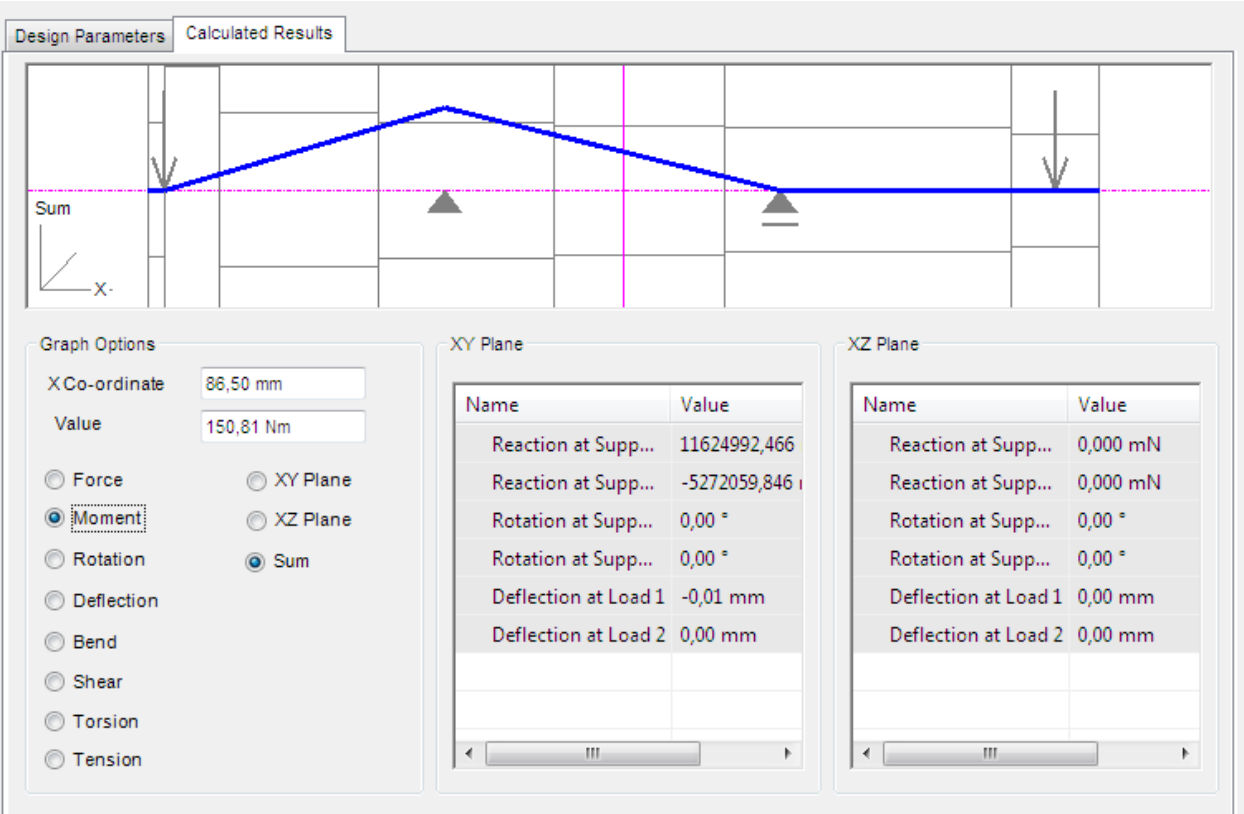 Design Parameters
Calculated Results
Sum
X-
Graph Options
X Co-ordinate 86,50 mm
Value 150,81 Nm
Force
XY Plane
Moment
XZ Plane
Rotation
Sum
Deflection
Bend
Shear
Torsion
Tension
XY Plane
Name Value
Reaction at Supp... 11624992,466
Reaction at Supp... -5272059,846
Rotation at Supp... 0,00 °
Rotation at Supp... 0,00 °
Deflection at Load 1 -0,01 mm
Deflection at Load 2 0,00 mm
XZ Plane
Name Value
Reaction at Supp... 0,000 mN
Reaction at Supp... 0,000 mN
Rotation at Supp... 0,00 °
Rotation at Supp... 0,00 °
Deflection at Load 1 0,00 mm
Deflection at Load 2 0,00 mm